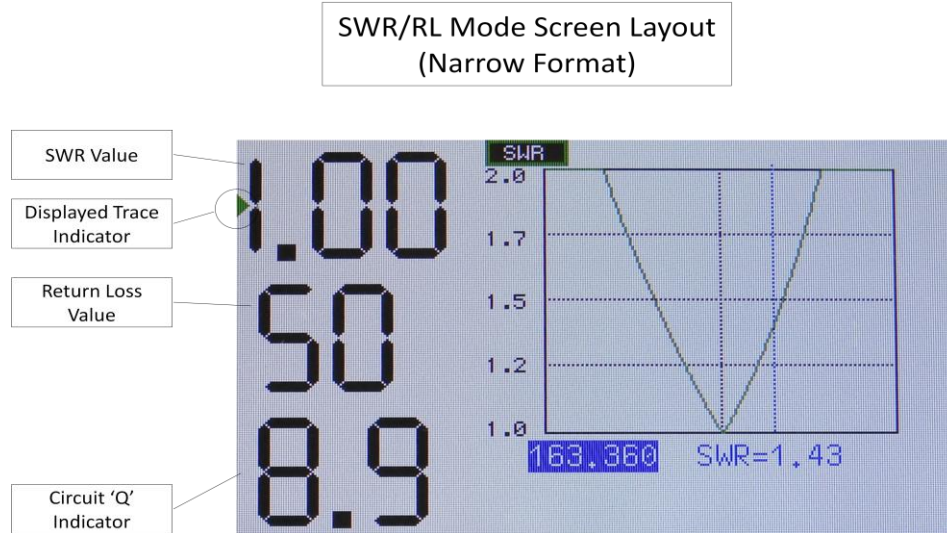 SWR/RL Mode Screen Layout
(Narrow Format)
SWR Value
Displayed Trace
Indicator
Return Loss
Value
Circuit ‘Q’
Indicator
1.00
50
8.9
SWR
2.0
1.7
1.5
1.2
1.0
163.360 SWR=1.43